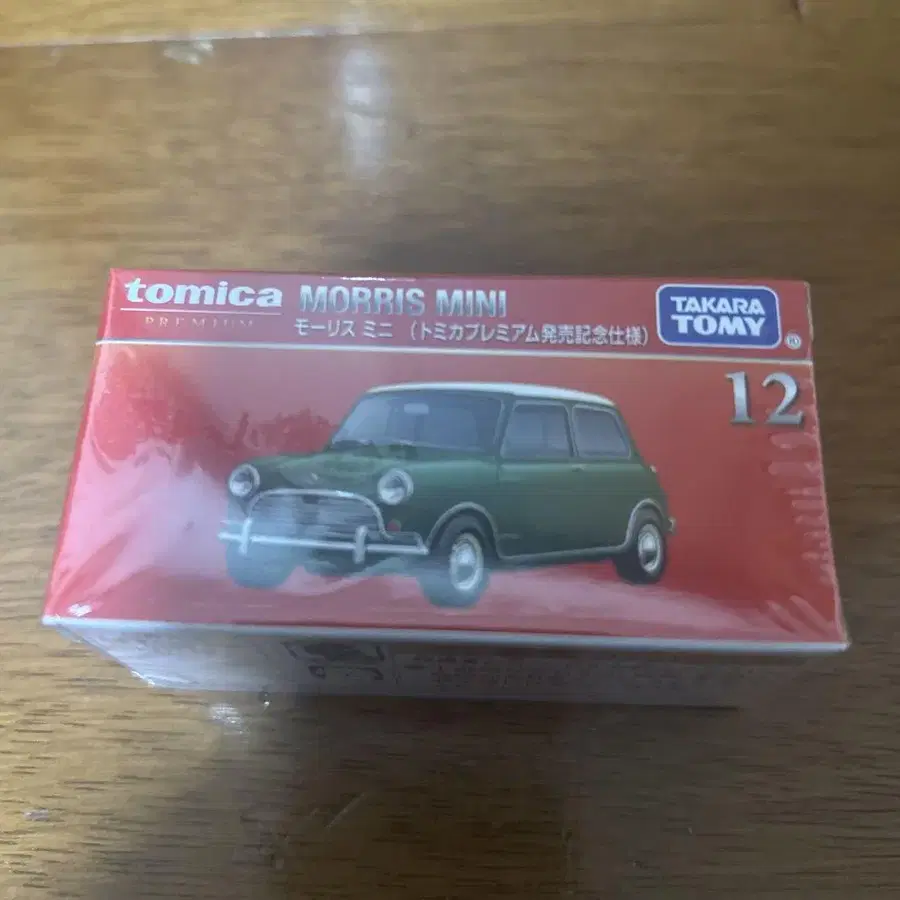 tomica
PREMIUM
MORRIS MINI
モーリス ミニ (トミカプレミアム発売記念仕様)
TAKARA
TOMY
®
12